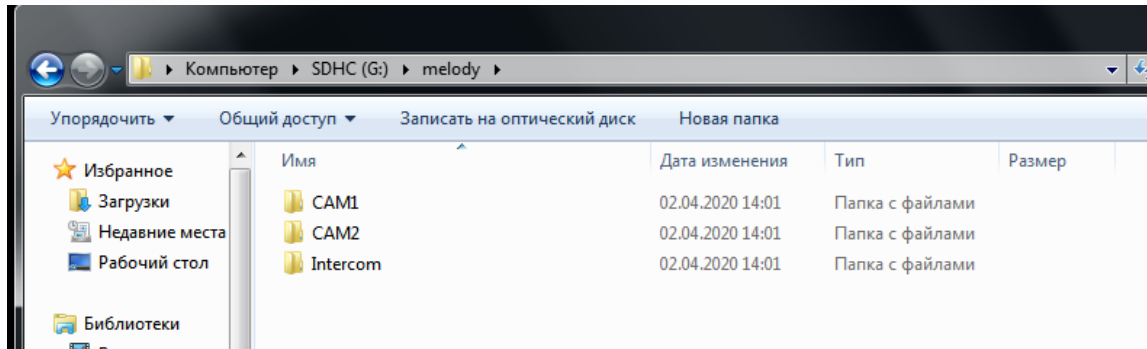 Компьютер ▸ SDHC (G:) ▸ melody ▸
Упорядочить Общий доступ Записать на оптический диск Новая папка
Избранное
Загрузки
Недавние места
Рабочий стол
Библиотеки
Имя Дата изменения Тип Размер
CAM1 02.04.2020 14:01 Папка с файлами
CAM2 02.04.2020 14:01 Папка с файлами
Intercom 02.04.2020 14:01 Папка с файлами